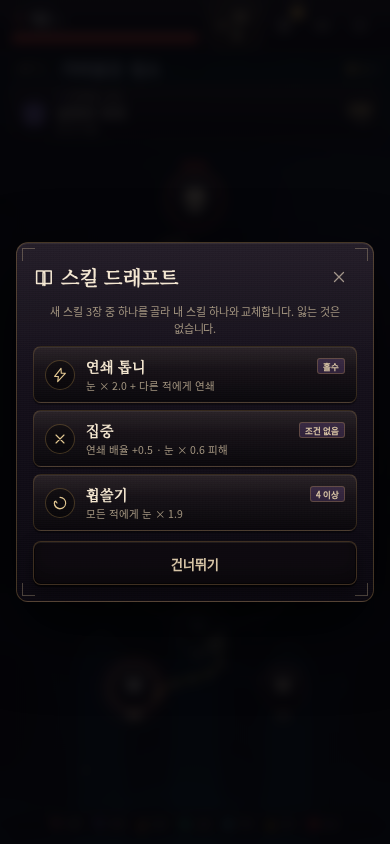 스킬 드래프트
새 스킬 3장 중 하나를 골라 내 스킬 하나와 교체합니다. 잃는 것은
없습니다.
연쇄 톱니
홀수
눈 × 2.0 + 다른 적에게 연쇄
집중
조건 없음
연쇄 배율 +0.5 · 눈 × 0.6 피해
휩쓸기
4 이상
모든 적에게 눈 × 1.9
건너뛰기